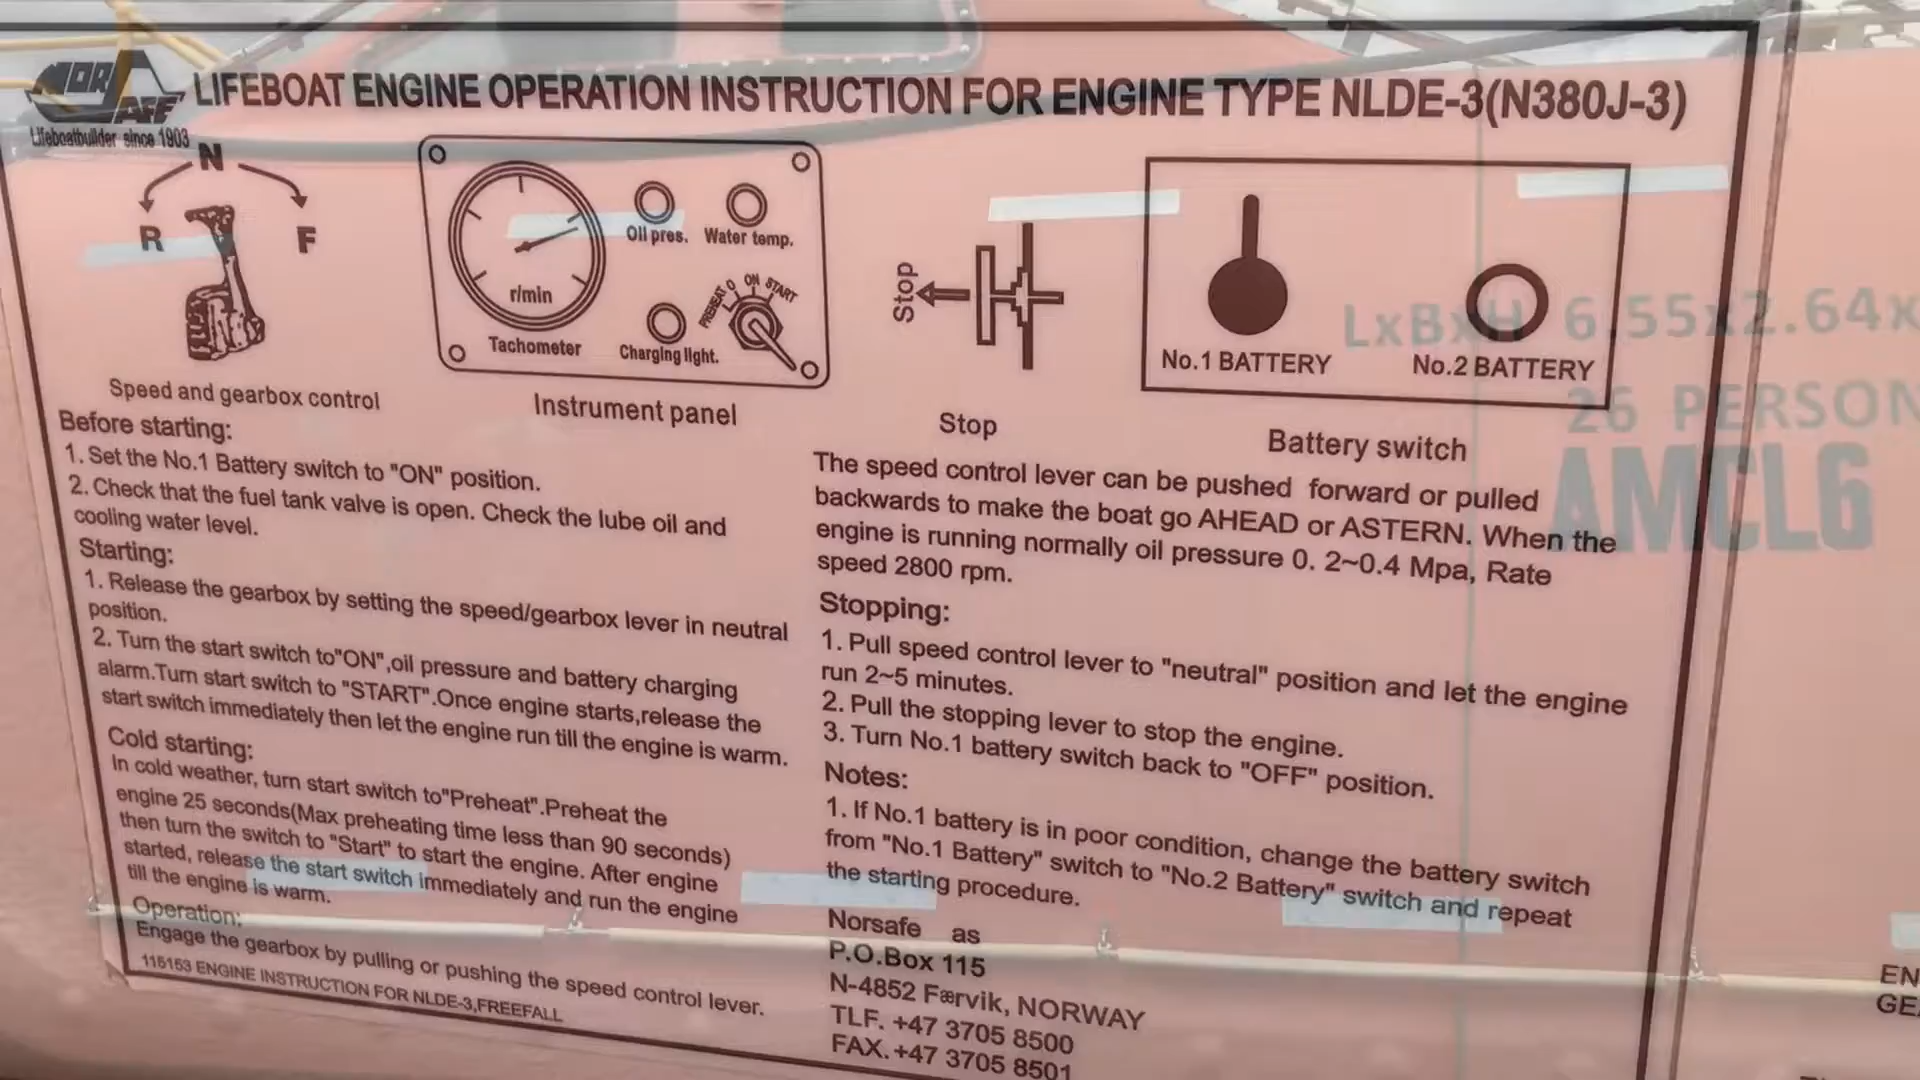 NORSAFE
Lifeboatbuilder since 1903
LIFEBOAT ENGINE OPERATION INSTRUCTION FOR ENGINE TYPE NLDE-3(N380J-3)
N
R
F
Speed and gearbox control
r/min
Tachometer
Oil pres.
Water temp.
Charging light.
PREHEAT O ON START
Instrument panel
Stop
Stop
No.1 BATTERY
No.2 BATTERY
Battery switch
LxBxH 6.55x2.64x
26 PERSON
AMCL6
Before starting:
1. Set the No.1 Battery switch to "ON" position.
2. Check that the fuel tank valve is open. Check the lube oil and
cooling water level.
Starting:
1. Release the gearbox by setting the speed/gearbox lever in neutral
position.
2. Turn the start switch to"ON",oil pressure and battery charging
alarm.Turn start switch to "START".Once engine starts,release the
start switch immediately then let the engine run till the engine is warm.
Cold starting:
In cold weather, turn start switch to"Preheat".Preheat the
engine 25 seconds(Max preheating time less than 90 seconds)
then turn the switch to "Start" to start the engine. After engine
started, release the start switch immediately and run the engine
till the engine is warm.
Operation:
Engage the gearbox by pulling or pushing the speed control lever.
115153 ENGINE INSTRUCTION FOR NLDE-3,FREEFALL
The speed control lever can be pushed forward or pulled
backwards to make the boat go AHEAD or ASTERN. When the
engine is running normally oil pressure 0. 2~0.4 Mpa, Rate
speed 2800 rpm.
Stopping:
1. Pull speed control lever to "neutral" position and let the engine
run 2~5 minutes.
2. Pull the stopping lever to stop the engine.
3. Turn No.1 battery switch back to "OFF" position.
Notes:
1. If No.1 battery is in poor condition, change the battery switch
from "No.1 Battery" switch to "No.2 Battery" switch and repeat
the starting procedure.
Norsafe as
P.O.Box 115
N-4852 Færvik, NORWAY
TLF. +47 3705 8500
FAX. +47 3705 8501
EN
GE